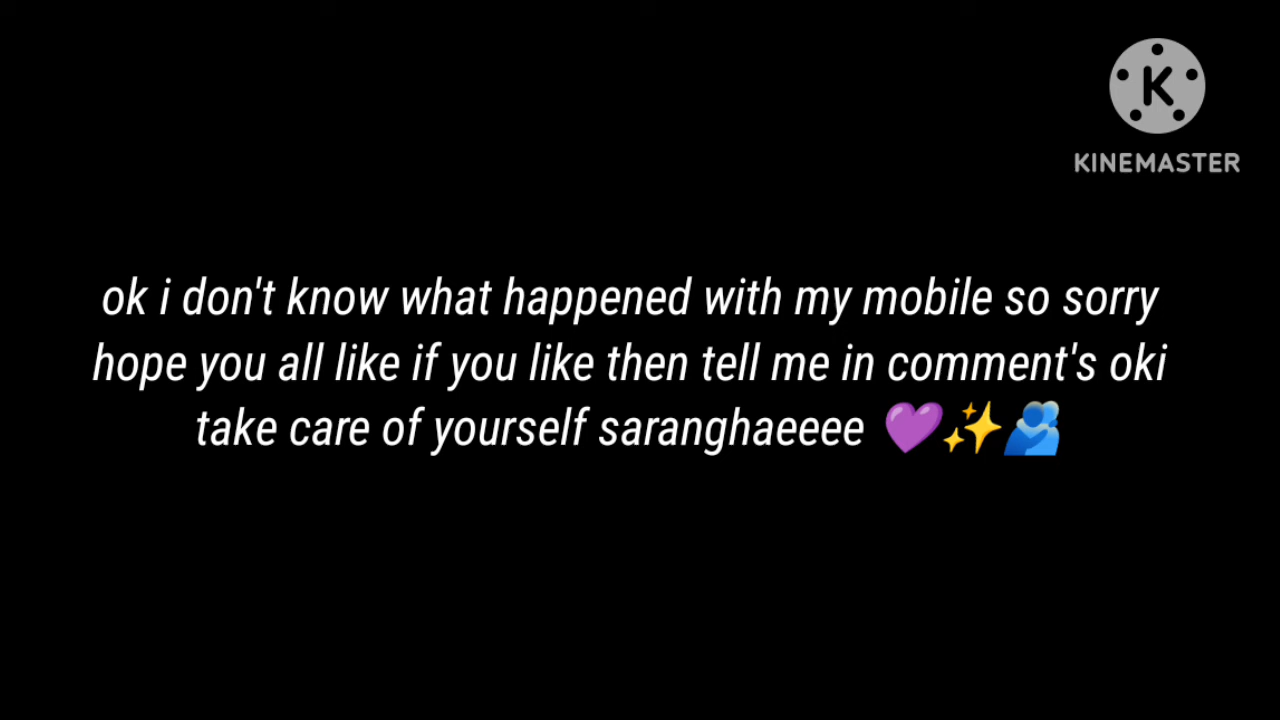 K
KINEMASTER
ok i don't know what happened with my mobile so sorry
hope you all like if you like then tell me in comment's oki
take care of yourself saranghaeeee 💜✨🫂